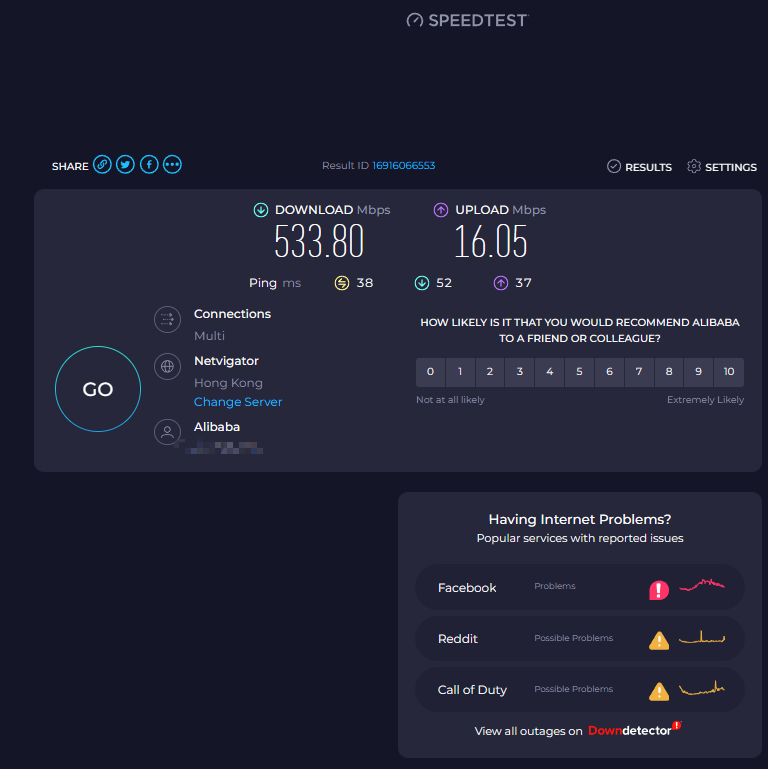 SPEEDTEST
SHARE
Result ID 16916066553
RESULTS
SETTINGS
DOWNLOAD Mbps
533.80
UPLOAD Mbps
16.05
Ping ms
38
52
37
Connections
Multi
Netvigator
Hong Kong
Change Server
Alibaba
GO
HOW LIKELY IS IT THAT YOU WOULD RECOMMEND ALIBABA
TO A FRIEND OR COLLEAGUE?
0 1 2 3 4 5 6 7 8 9 10
Not at all likely
Extremely Likely
Having Internet Problems?
Popular services with reported issues
Facebook Problems
Reddit Possible Problems
Call of Duty Possible Problems
View all outages on Downdetector